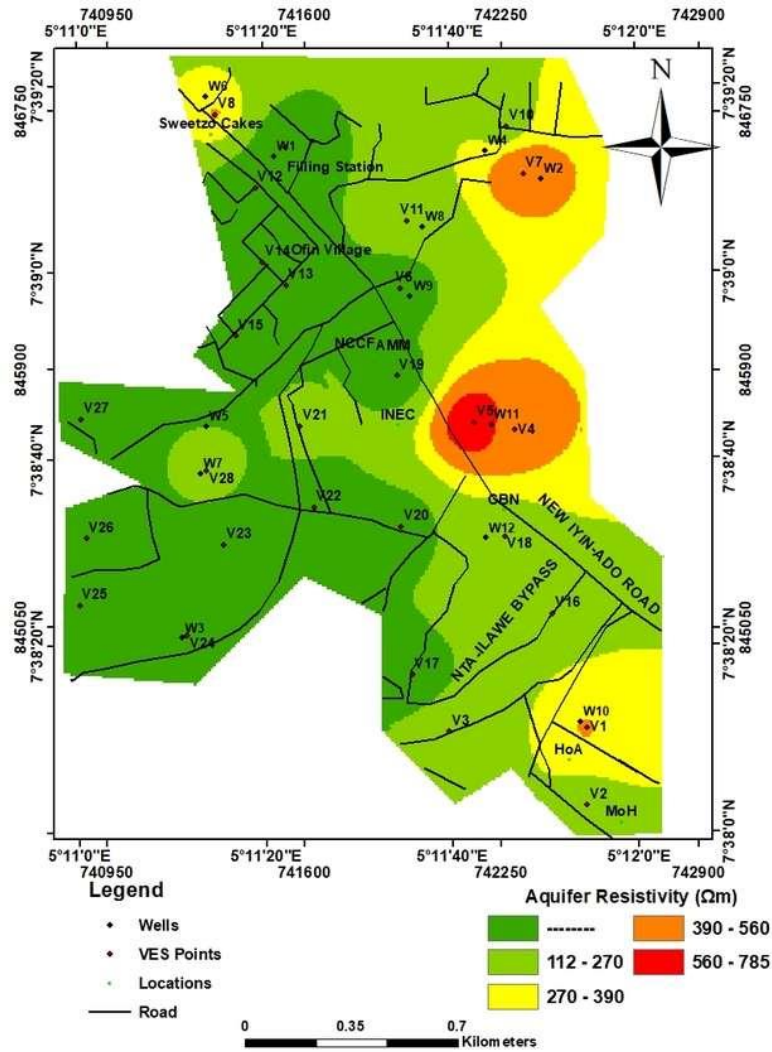 740950 741600 742250 742900
5°11'0"E 5°11'20"E 5°11'40"E 5°12'0"E
N
846750
7°39'20"N
7°39'20"N
846750
W6
V8
Sweetzo Cakes
V10
W4
W1
Filling Station
V7
W2
V12
V11
W8
V14
Ofin Village
7°39'0"N
7°39'0"N
V13
V6
W9
V15
NCCF
AMM
845900
845900
V19
V27
W5
V21
INEC
V5
W11
V4
7°38'40"N
7°38'40"N
W7
V28
V22
CBN
NEW IYIN-ADO ROAD
V26
V23
V20
W12
V18
NTA-ILAWE BYPASS
V25
V16
845050
7°38'20"N
7°38'20"N
845050
W3
V24
V17
V3
W10
V1
HoA
V2
MoH
7°38'0"N
5°11'0"E 5°11'20"E 5°11'40"E 5°12'0"E
740950 741600 742250 742900
Legend
Wells
VES Points
Locations
Road
Aquifer Resistivity (Ωm)
--------
390 - 560
112 - 270
560 - 785
270 - 390
0 0.35 0.7
Kilometers